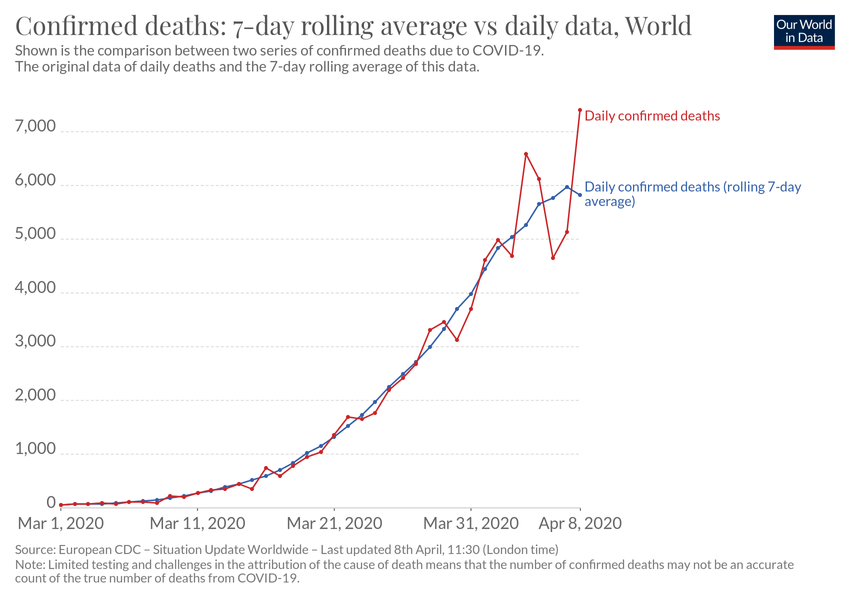 Confirmed deaths: 7-day rolling average vs daily data, World
Our World
in Data
Shown is the comparison between two series of confirmed deaths due to COVID-19.
The original data of daily deaths and the 7-day rolling average of this data.
7,000
Daily confirmed deaths
6,000
Daily confirmed deaths (rolling 7-day
average)
5,000
4,000
3,000
2,000
1,000
0
Mar 1, 2020 Mar 11, 2020 Mar 21, 2020 Mar 31, 2020 Apr 8, 2020
Source: European CDC – Situation Update Worldwide – Last updated 8th April, 11:30 (London time)
Note: Limited testing and challenges in the attribution of the cause of death means that the number of confirmed deaths may not be an accurate
count of the true number of deaths from COVID-19.